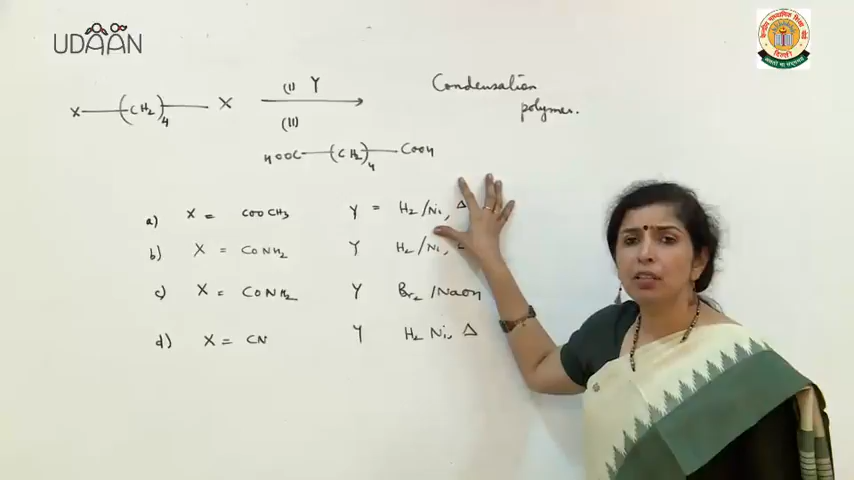 UDAAN
X—(CH2)4—X (i) Y
(ii)
HOOC—(CH2)4—COOH
Condensation
polymer.
a) X = COOCH3 Y = H2/Ni, Δ
b) X = CONH2 Y H2/Ni,
c) X = CONH2 Y Br2/NaOH
d) X = CN Y H2 Ni, Δ